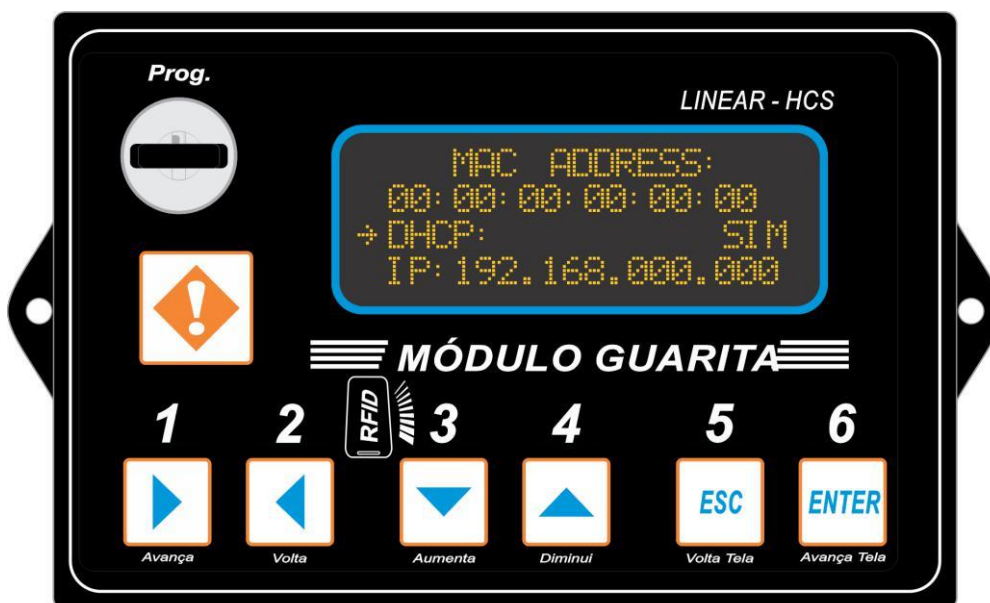 Prog.
LINEAR - HCS
MAC ADDRESS:
00:00:00:00:00:00
→DHCP: SIM
IP:192.168.000.000
MÓDULO GUARITA
RFID
1 2 3 4 5 6
ESC ENTER
Avança Volta Aumenta Diminui Volta Tela Avança Tela